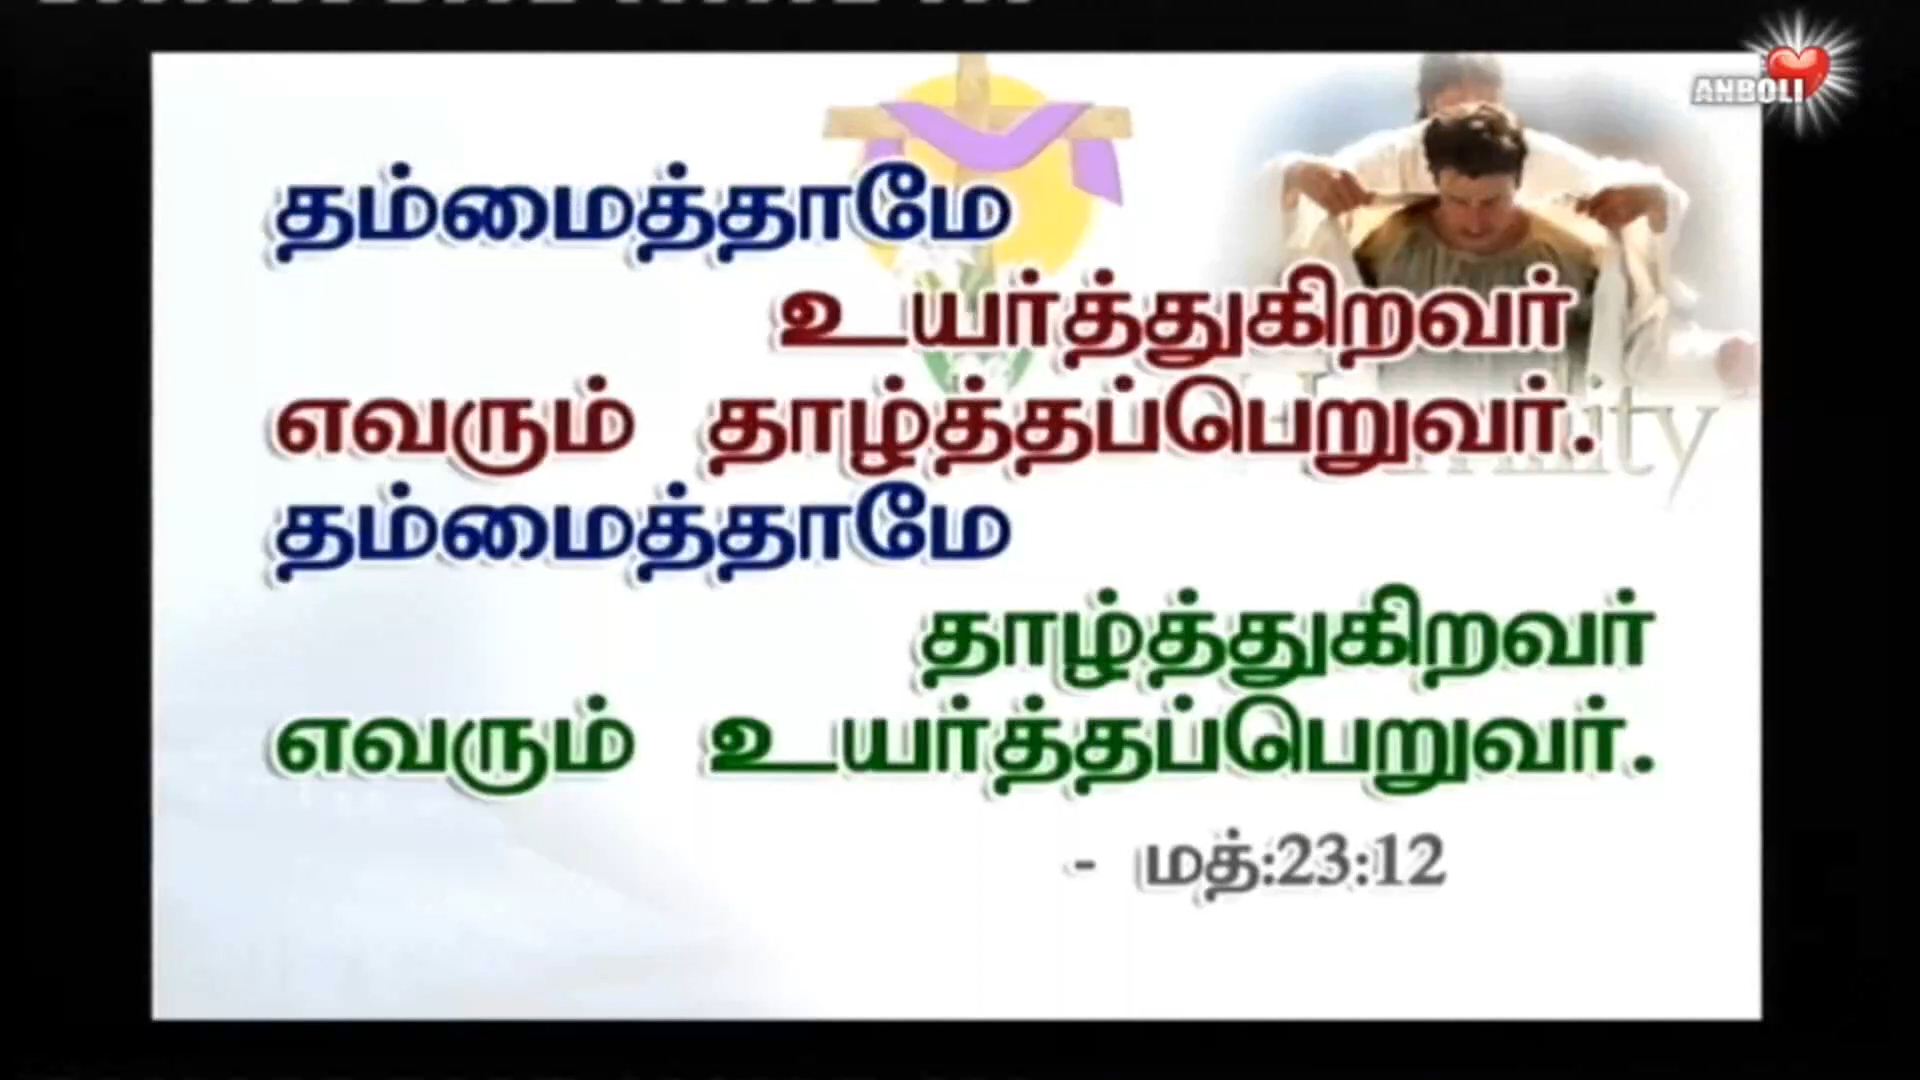 ANBOLI
தம்மைத்தாமே
உயர்த்துகிறவர்
எவரும் தாழ்த்தப்பெறுவர்.
தம்மைத்தாமே
தாழ்த்துகிறவர்
எவரும் உயர்த்தப்பெறுவர்.
- மத்:23:12